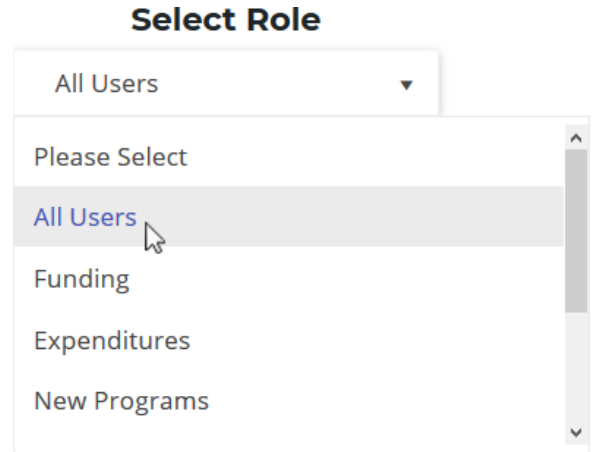 Select Role
All Users
Please Select
All Users
Funding
Expenditures
New Programs